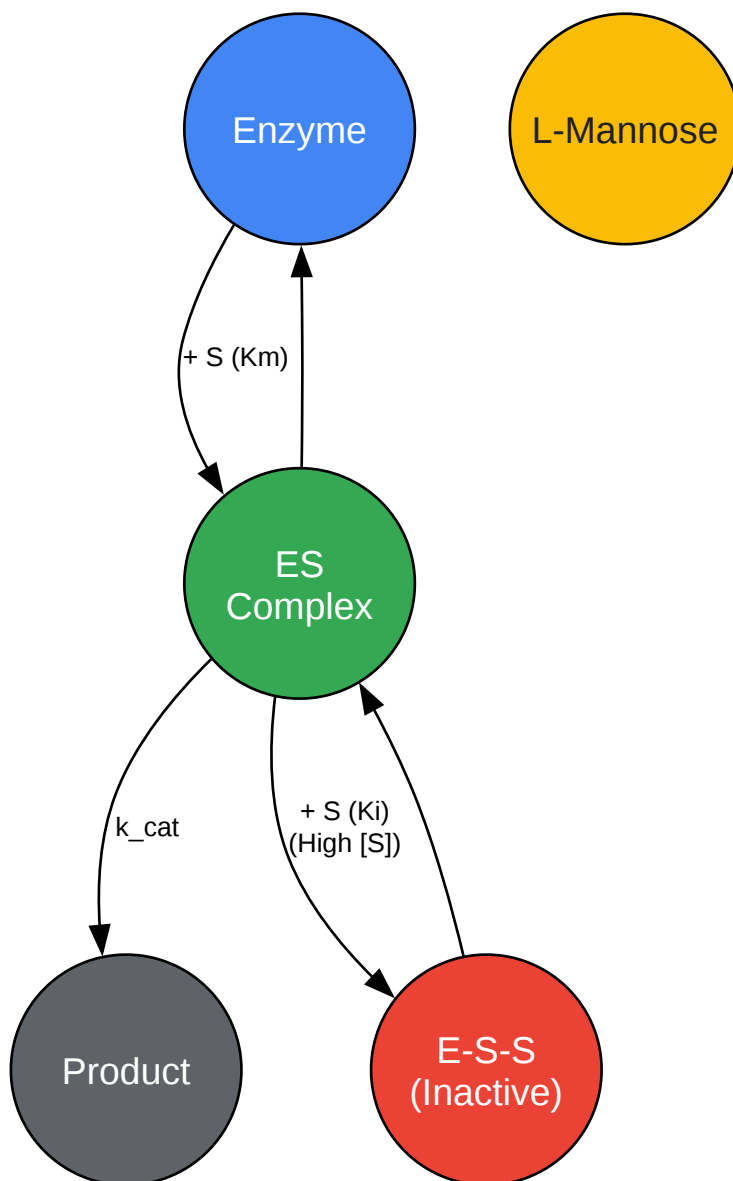 Enzyme
L-Mannose
+ S (Km)
ES
Complex
+ S (Ki)
(High [S])
k_cat
Product
E-S-S
(Inactive)